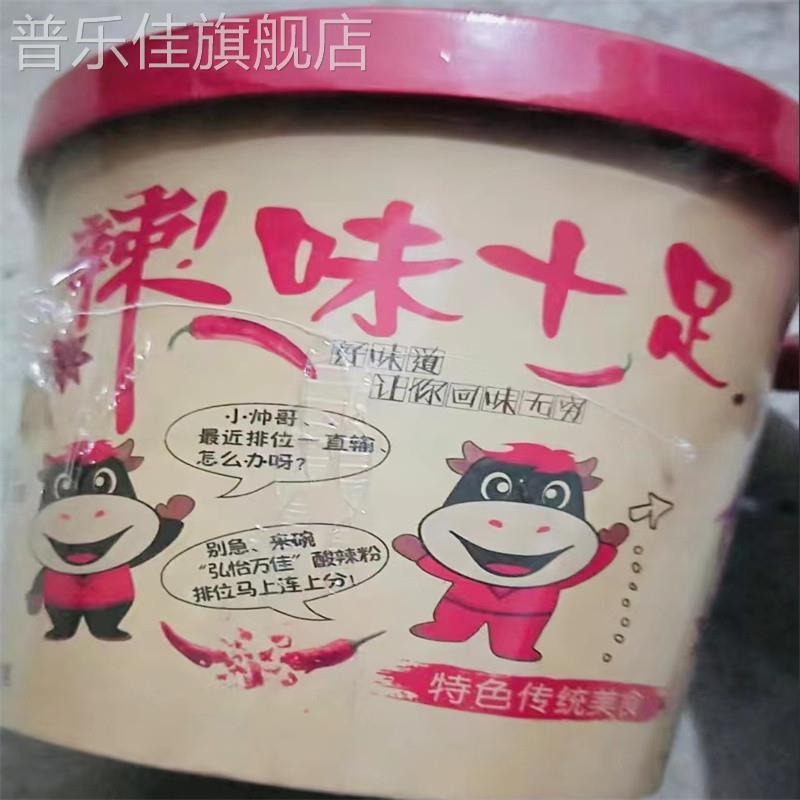 普乐佳旗舰店
辣!味十足
好味道
让你回味无穷
小帅哥、
最近排位一直输、
怎么办呀?
别急、来碗
"弘怡万佳"酸辣粉
排位马上连上分!
特色传统美食